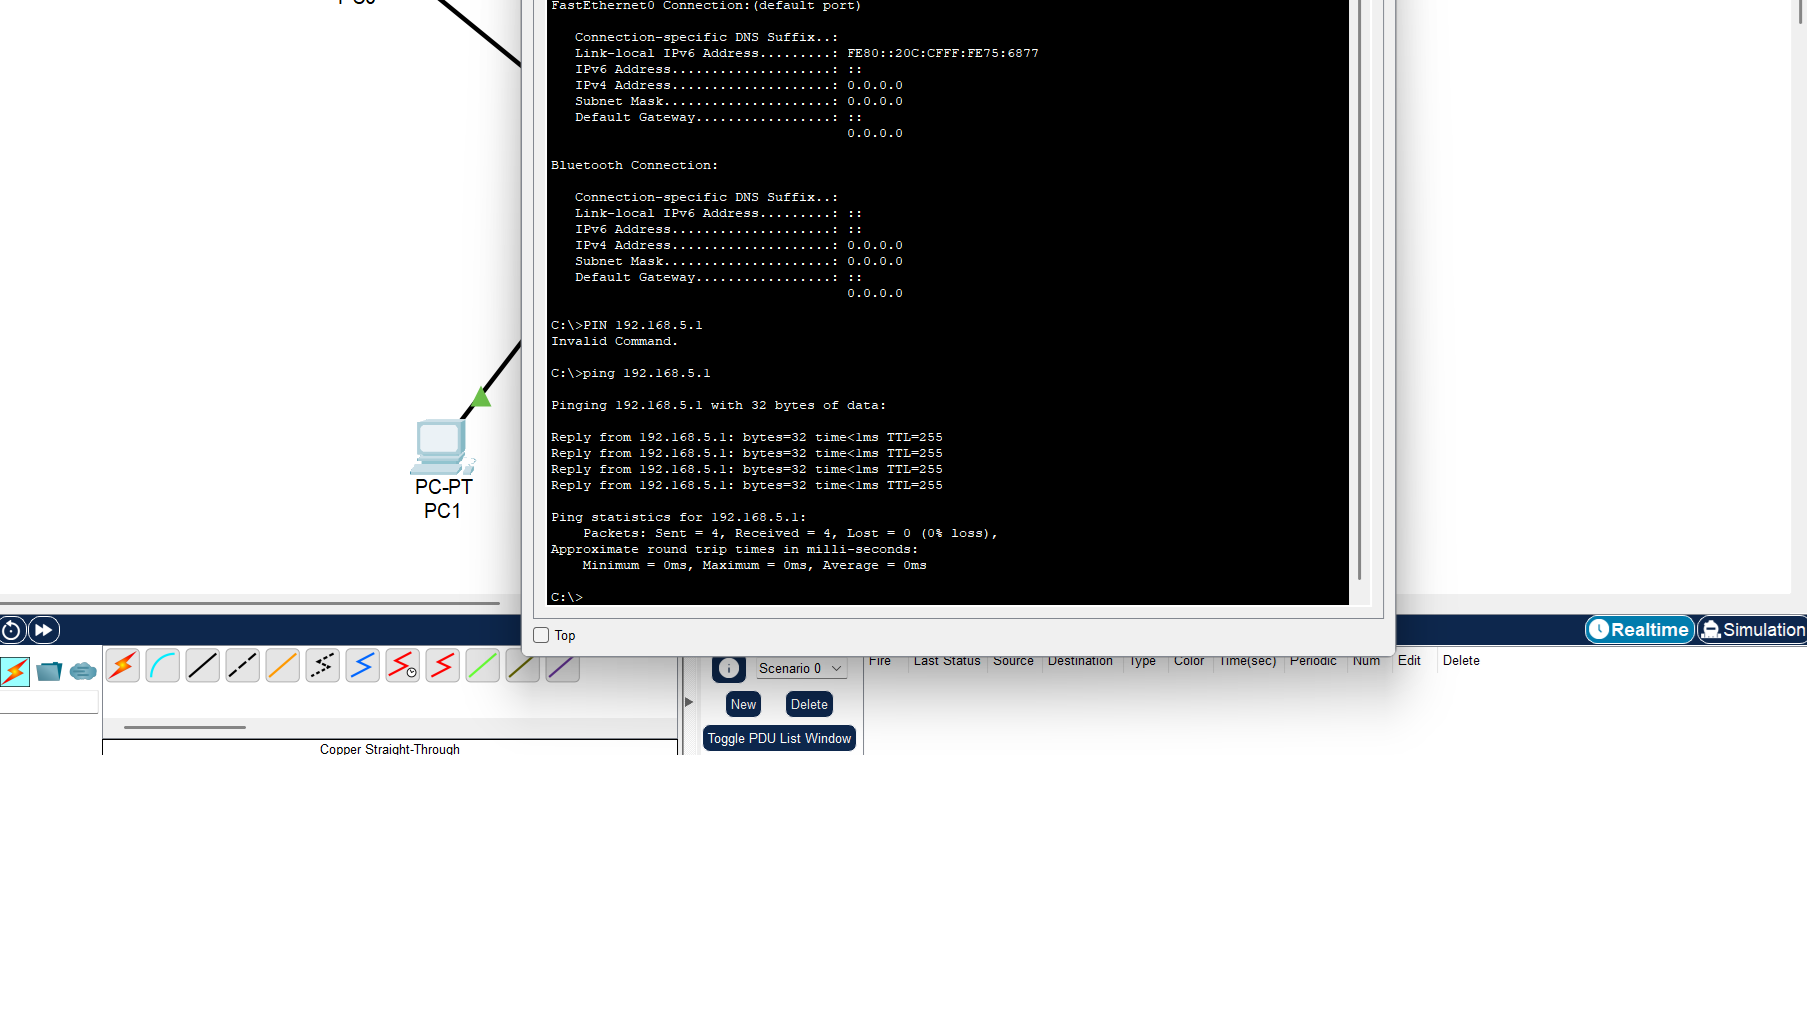 FastEthernet0 Connection:(default port)
Connection-specific DNS Suffix..:
Link-local IPv6 Address.........: FE80::20C:CFFF:FE75:6877
IPv6 Address....................: ::
IPv4 Address....................: 0.0.0.0
Subnet Mask.....................: 0.0.0.0
Default Gateway.................: ::
0.0.0.0
Bluetooth Connection:
Connection-specific DNS Suffix..:
Link-local IPv6 Address.........: ::
IPv6 Address....................: ::
IPv4 Address....................: 0.0.0.0
Subnet Mask.....................: 0.0.0.0
Default Gateway.................: ::
0.0.0.0
C:\>PIN 192.168.5.1
Invalid Command.
C:\>ping 192.168.5.1
Pinging 192.168.5.1 with 32 bytes of data:
Reply from 192.168.5.1: bytes=32 time<1ms TTL=255
Reply from 192.168.5.1: bytes=32 time<1ms TTL=255
Reply from 192.168.5.1: bytes=32 time<1ms TTL=255
Reply from 192.168.5.1: bytes=32 time<1ms TTL=255
Ping statistics for 192.168.5.1:
Packets: Sent = 4, Received = 4, Lost = 0 (0% loss),
Approximate round trip times in milli-seconds:
Minimum = 0ms, Maximum = 0ms, Average = 0ms
C:\>
PC-PT
PC1
Top
Realtime Simulation
Scenario 0
Fire Last Status Source Destination Type Color Time(sec) Periodic Num Edit Delete
New Delete
Toggle PDU List Window
Copper Straight-Through